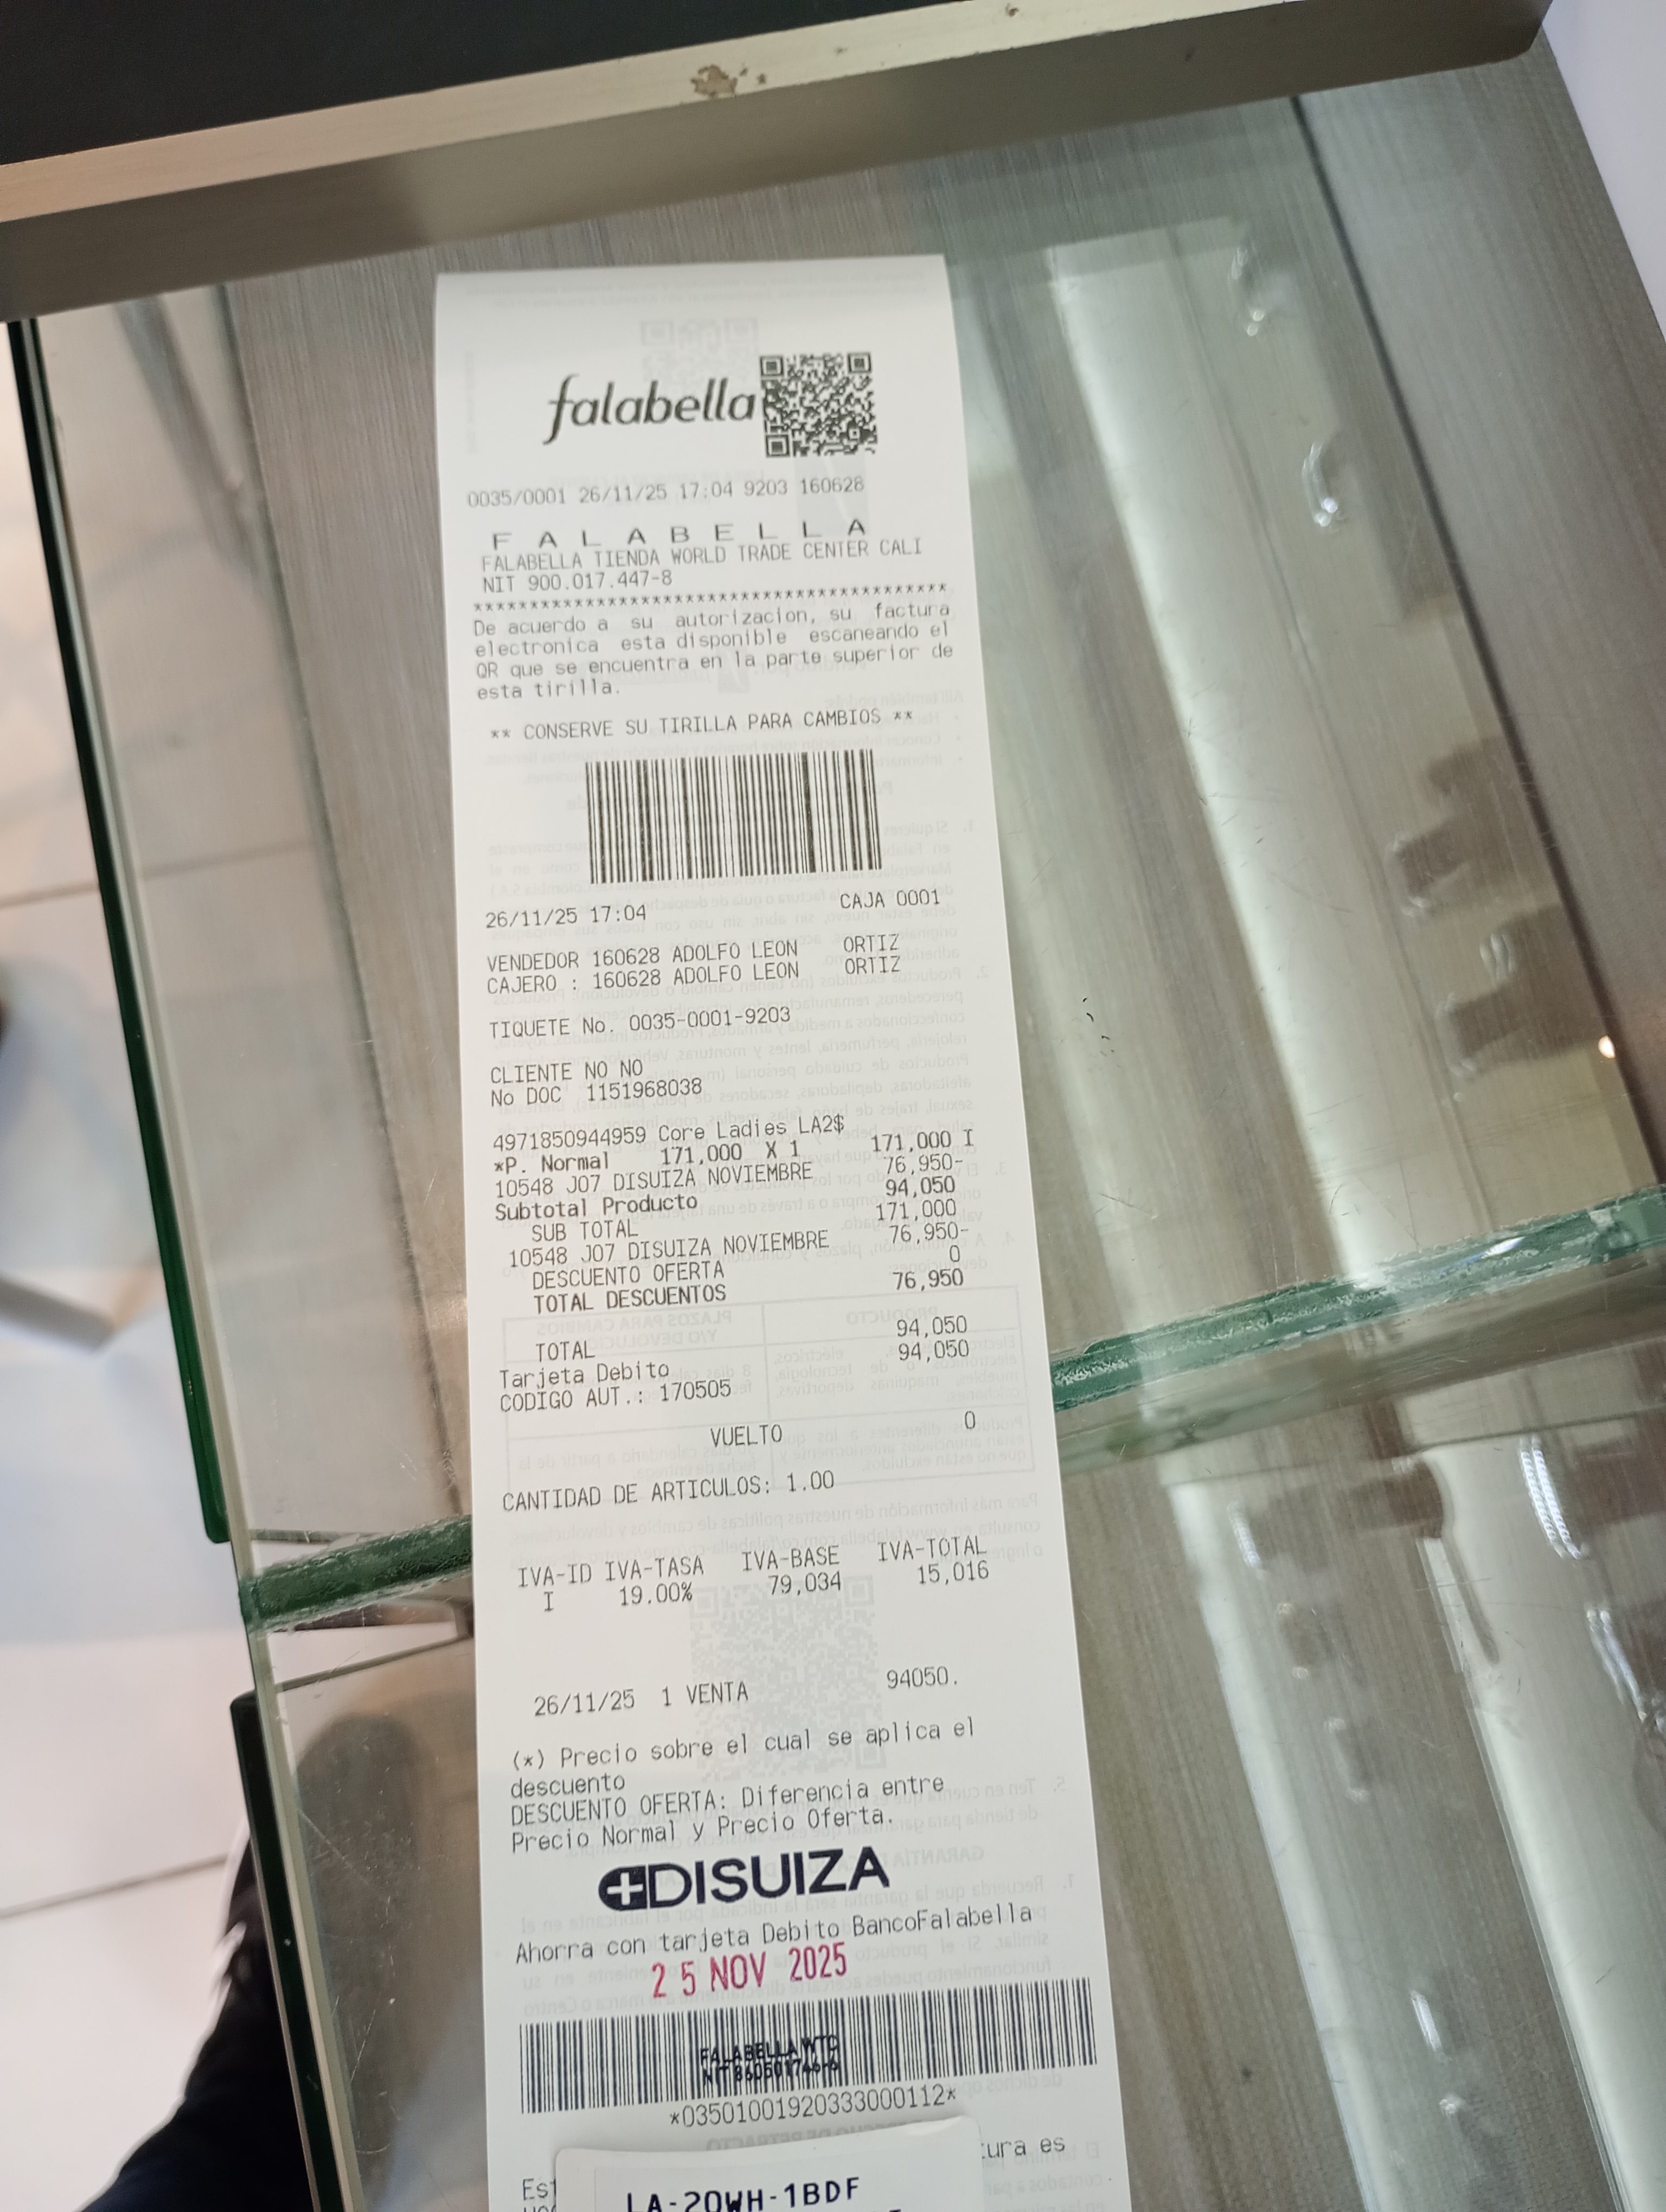 falabella
0035/0001 26/11/25 17:04 9203 160628
F A L A B E L L A
FALABELLA TIENDA WORLD TRADE CENTER CALI
NIT 900.017.447-8
******************************************
De acuerdo a su autorizacion, su factura
electronica esta disponible escaneando el
QR que se encuentra en la parte superior de
esta tirilla.
** CONSERVE SU TIRILLA PARA CAMBIOS **
26/11/25 17:04 CAJA 0001
VENDEDOR 160628 ADOLFO LEON ORTIZ
CAJERO : 160628 ADOLFO LEON ORTIZ
TIQUETE No. 0035-0001-9203
CLIENTE NO NO
No DOC 1151968038
4971850944959 Core Ladies LA2$
*P. Normal 171,000 X 1 171,000 I
10548 J07 DISUIZA NOVIEMBRE 76,950-
Subtotal Producto 94,050
SUB TOTAL 171,000
10548 J07 DISUIZA NOVIEMBRE 76,950-
DESCUENTO OFERTA 0
TOTAL DESCUENTOS 76,950
TOTAL 94,050
Tarjeta Debito 94,050
CODIGO AUT.: 170505
VUELTO 0
CANTIDAD DE ARTICULOS: 1.00
IVA-ID IVA-TASA IVA-BASE IVA-TOTAL
I 19.00% 79,034 15,016
26/11/25 1 VENTA 94050.
(*) Precio sobre el cual se aplica el
descuento
DESCUENTO OFERTA: Diferencia entre
Precio Normal y Precio Oferta.
DISUIZA
Ahorra con tarjeta Debito BancoFalabella
25 NOV 2025
FALABELLA WTC
*03501001920333000112*
es
LA-20WH-1BDF